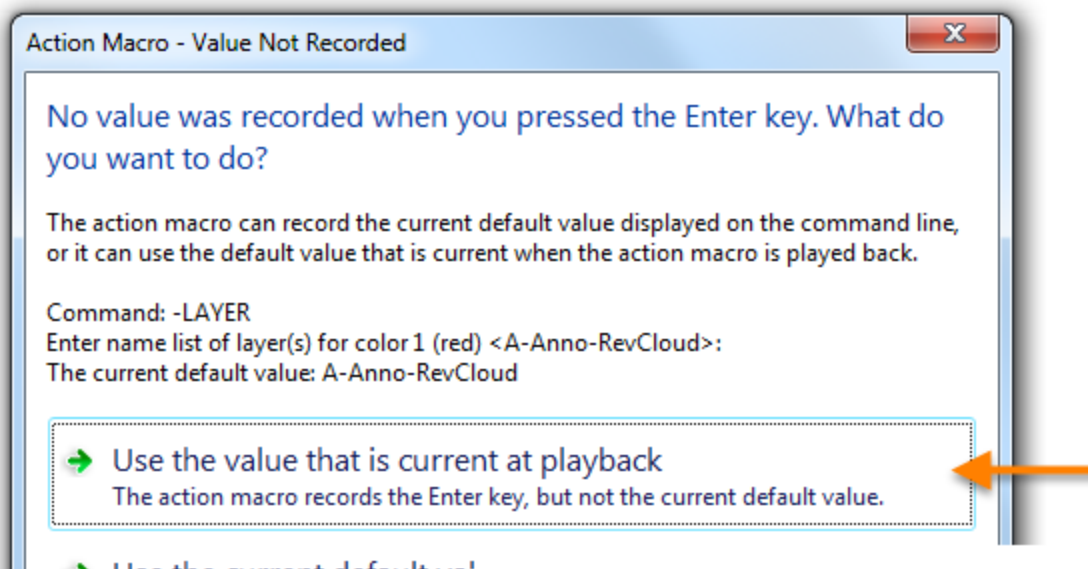 Action Macro - Value Not Recorded
No value was recorded when you pressed the Enter key. What do
you want to do?
The action macro can record the current default value displayed on the command line,
or it can use the default value that is current when the action macro is played back.
Command: -LAYER
Enter name list of layer(s) for color 1 (red) <A-Anno-RevCloud>:
The current default value: A-Anno-RevCloud
Use the value that is current at playback
The action macro records the Enter key, but not the current default value.
Use the current default